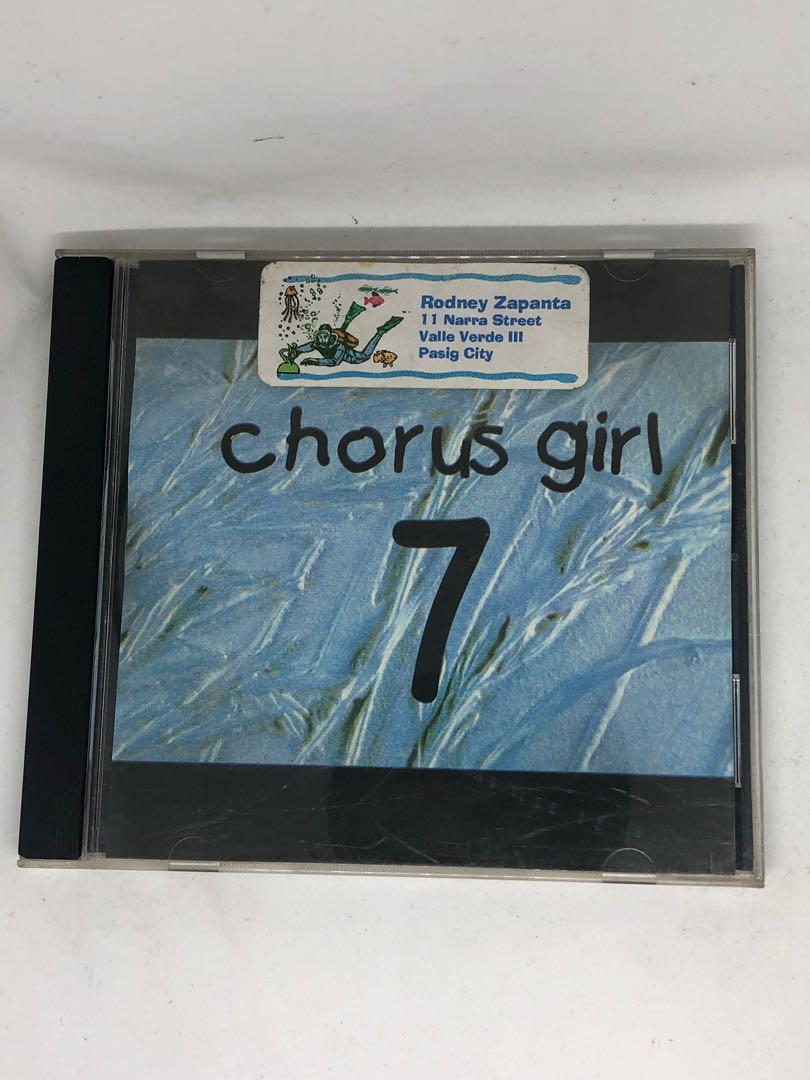 Rodney Zapanta
11 Narra Street
Valle Verde III
Pasig City
chorus girl
7